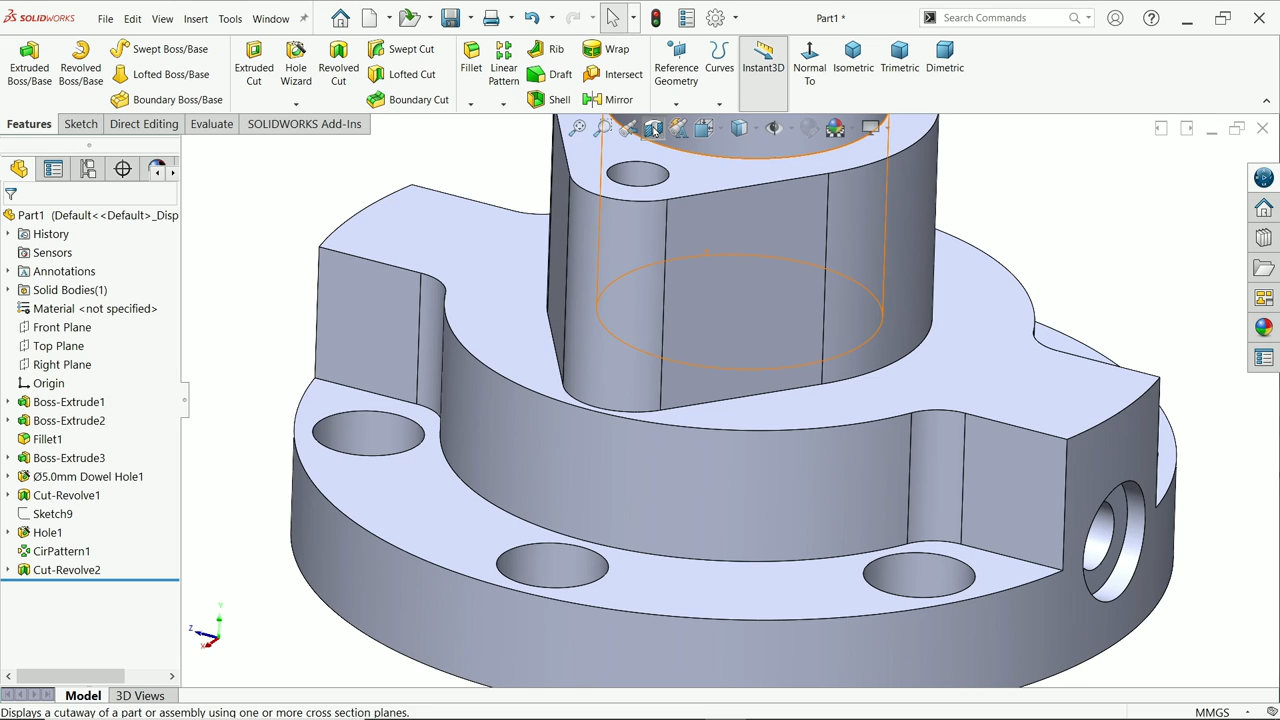 SOLIDWORKS
File
Edit
View
Insert
Tools
Window
Part1 *
Search Commands
Extruded Boss/Base
Revolved Boss/Base
Swept Boss/Base
Lofted Boss/Base
Boundary Boss/Base
Extruded Cut
Hole Wizard
Revolved Cut
Swept Cut
Lofted Cut
Boundary Cut
Fillet
Linear Pattern
Rib
Draft
Shell
Wrap
Intersect
Mirror
Reference Geometry
Curves
Instant3D
Normal To
Isometric
Trimetric
Dimetric
Features
Sketch
Direct Editing
Evaluate
SOLIDWORKS Add-Ins
Part1 (Default<<Default>_Disp
History
Sensors
Annotations
Solid Bodies(1)
Material <not specified>
Front Plane
Top Plane
Right Plane
Origin
Boss-Extrude1
Boss-Extrude2
Fillet1
Boss-Extrude3
Ø5.0mm Dowel Hole1
Cut-Revolve1
Sketch9
Hole1
CirPattern1
Cut-Revolve2
Y
Z
X
Model
3D Views
Displays a cutaway of a part or assembly using one or more cross section planes.
MMGS